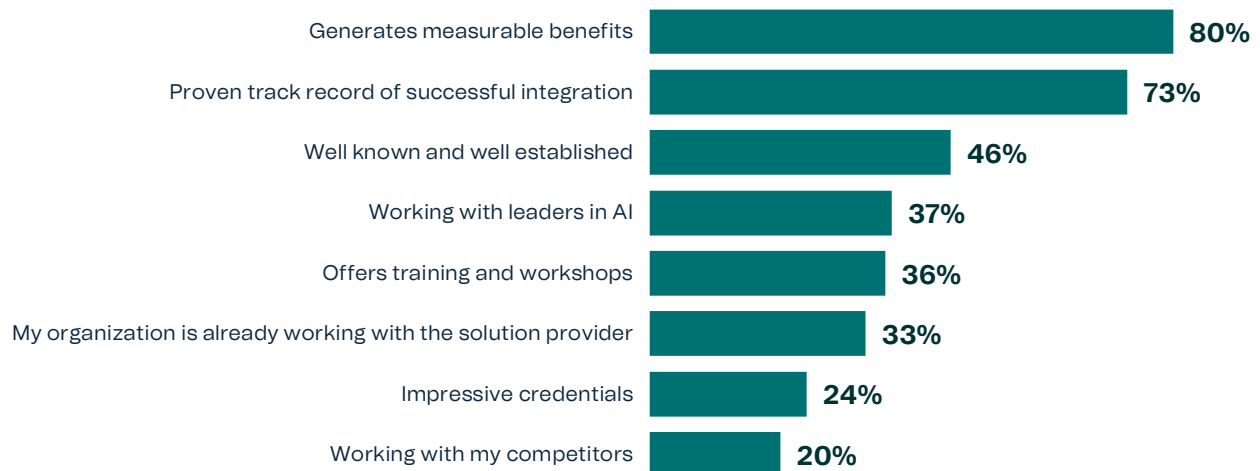 Generates measurable benefits 80%
Proven track record of successful integration 73%
Well known and well established 46%
Working with leaders in AI 37%
Offers training and workshops 36%
My organization is already working with the solution provider 33%
Impressive credentials 24%
Working with my competitors 20%